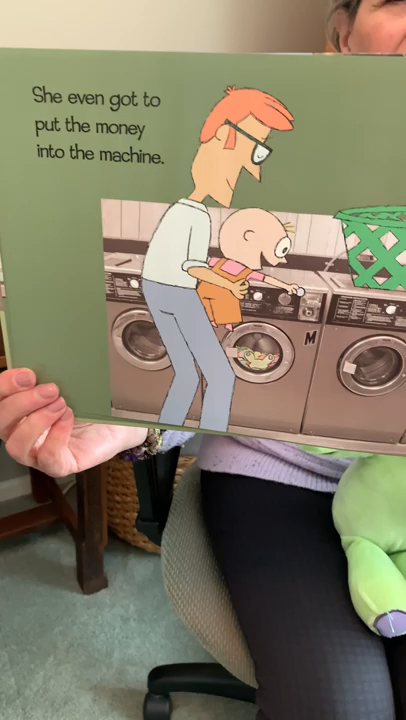 She even got to
put the money
into the machine.
M